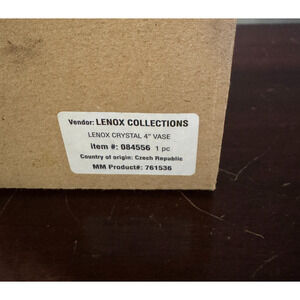 Vendor: LENOX COLLECTIONS
LENOX CRYSTAL 4" VASE
Item #: 084556 1 pc
Country of origin: Czech Republic
MM Product#: 761536